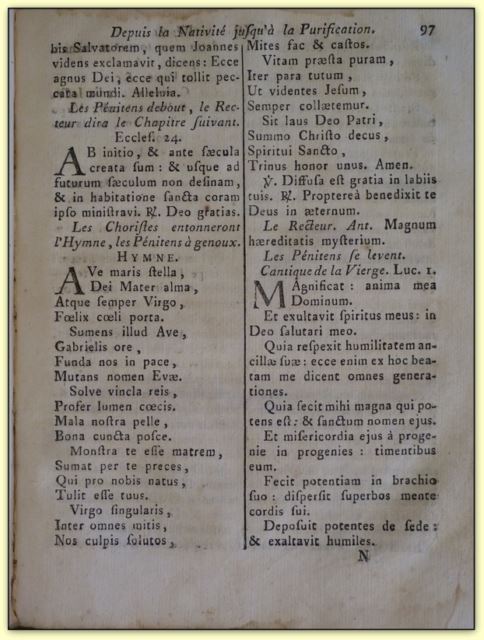 Depuis la Nativité juſqu'à la Purification. 97
bis Salvatorem, quem Joannes
videns exclamavit, dicens: Ecce
agnus Dei, ecce qui tollit pec-
cata mundi. Alleluia.
Les Pénitens debout, le Rec-
teur dira le Chapitre ſuivant.
Eccleſ. 24.
AB initio, & ante ſæcula
creata ſum : & uſque ad
futurum ſæculum non deſinam,
& in habitatione ſancta coram
ipſo miniſtravi. ℟. Deo gratias.
Les Choriſtes entonneront
l'Hymne, les Pénitens à genoux.
HYMNE.
AVe maris ſtella,
Dei Mater alma,
Atque ſemper Virgo,
Fœlix cœli porta.
Sumens illud Ave,
Gabrielis ore,
Funda nos in pace,
Mutans nomen Evæ.
Solve vincla reis,
Profer lumen cœcis.
Mala noſtra pelle,
Bona cuncta poſce.
Monſtra te eſſe matrem,
Sumat per te preces,
Qui pro nobis natus,
Tulit eſſe tuus.
Virgo ſingularis,
Inter omnes mitis,
Nos culpis ſolutos,
Mites fac & caſtos.
Vitam præſta puram,
Iter para tutum,
Ut videntes Jeſum,
Semper collætemur.
Sit laus Deo Patri,
Summo Chriſto decus,
Spiritui Sancto,
Trinus honor unus. Amen.
℣. Diffuſa eſt gratia in labiis
tuis. ℟. Proptereà benedixit te
Deus in æternum.
Le Recteur. Ant. Magnum
hæreditatis myſterium.
Les Pénitens ſe levent.
Cantique de la Vierge. Luc. 1.
MAgnificat : anima mea
Dominum.
Et exultavit ſpiritus meus : in
Deo ſalutari meo.
Quia reſpexit humilitatem an-
cillæ ſuæ : ecce enim ex hoc bea-
tam me dicent omnes genera-
tiones.
Quia fecit mihi magna qui po-
tens eſt : & ſanctum nomen ejus.
Et miſericordia ejus à proge-
nie in progenies : timentibus
eum.
Fecit potentiam in brachio
ſuo : diſperſit ſuperbos mente
cordis ſui.
Depoſuit potentes de ſede :
& exaltavit humiles.
N